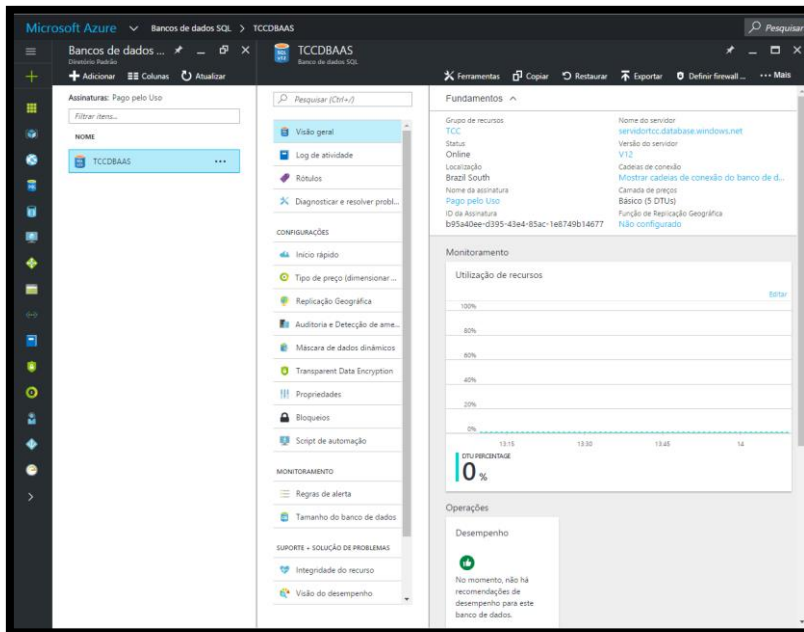 Microsoft Azure Bancos de dados SQL > TCCDBAAS
Pesquisar
Bancos de dados ...
Diretório Padrão
Adicionar Colunas Atualizar
Assinaturas: Pago pelo Uso
Filtrar itens...
NOME
TCCDBAAS ...
TCCDBAAS
Banco de dados SQL
Pesquisar (Ctrl+/)
Visão geral
Log de atividade
Rótulos
Diagnosticar e resolver probl...
CONFIGURAÇÕES
Início rápido
Tipo de preço (dimensionar ...
Replicação Geográfica
Auditoria e Detecção de ame...
Máscara de dados dinâmicos
Transparent Data Encryption
Propriedades
Bloqueios
Script de automação
MONITORAMENTO
Regras de alerta
Tamanho do banco de dados
SUPORTE + SOLUÇÃO DE PROBLEMAS
Integridade do recurso
Visão do desempenho
Ferramentas Copiar Restaurar Exportar Definir firewall ... ... Mais
Fundamentos
Grupo de recursos
TCC
Status
Online
Localização
Brazil South
Nome da assinatura
Pago pelo Uso
ID da Assinatura
b95a40ee-d395-43e4-85ac-1e8749b14677
Nome do servidor
servidortcc.database.windows.net
Versão do servidor
V12
Cadeias de conexão
Mostrar cadeias de conexão do banco de d...
Camada de preços
Básico (5 DTUs)
Função de Replicação Geográfica
Não configurado
Monitoramento
Utilização de recursos
Editar
100%
80%
60%
40%
20%
0%
13:15 13:30 13:45 14
DTU PERCENTAGE
0 %
Operações
Desempenho
No momento, não há
recomendações de
desempenho para este
banco de dados.